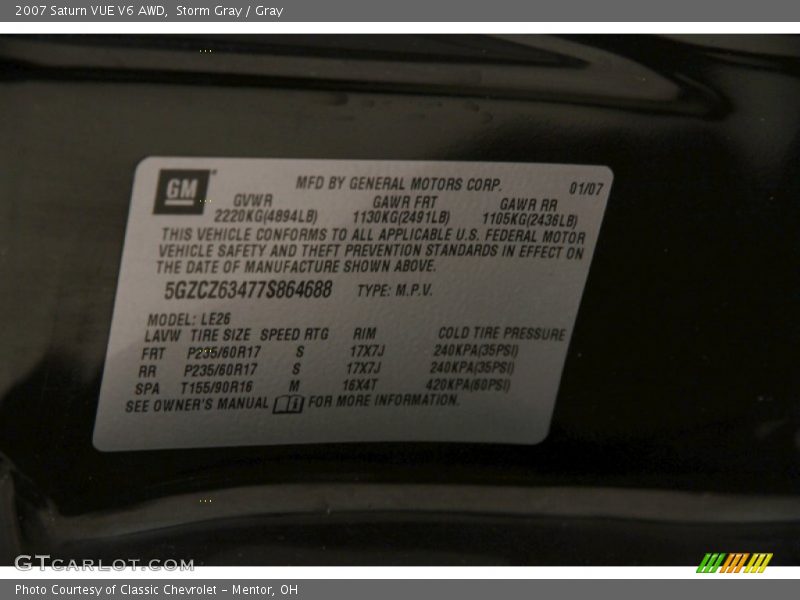 2007 Saturn VUE V6 AWD, Storm Gray / Gray
GM
MFD BY GENERAL MOTORS CORP. 01/07
GVWR GAWR FRT GAWR RR
2220KG(4894LB) 1130KG(2491LB) 1105KG(2436LB)
THIS VEHICLE CONFORMS TO ALL APPLICABLE U.S. FEDERAL MOTOR
VEHICLE SAFETY AND THEFT PREVENTION STANDARDS IN EFFECT ON
THE DATE OF MANUFACTURE SHOWN ABOVE.
5GZCZ63477S864688 TYPE: M.P.V.
MODEL: LE26
LAVW TIRE SIZE SPEED RTG RIM COLD TIRE PRESSURE
FRT P235/60R17 S 17X7J 240KPA(35PSI)
RR P235/60R17 S 17X7J 240KPA(35PSI)
SPA T155/90R16 M 16X4T 420KPA(60PSI)
SEE OWNER'S MANUAL FOR MORE INFORMATION.
GTCARLOT.COM
Photo Courtesy of Classic Chevrolet - Mentor, OH